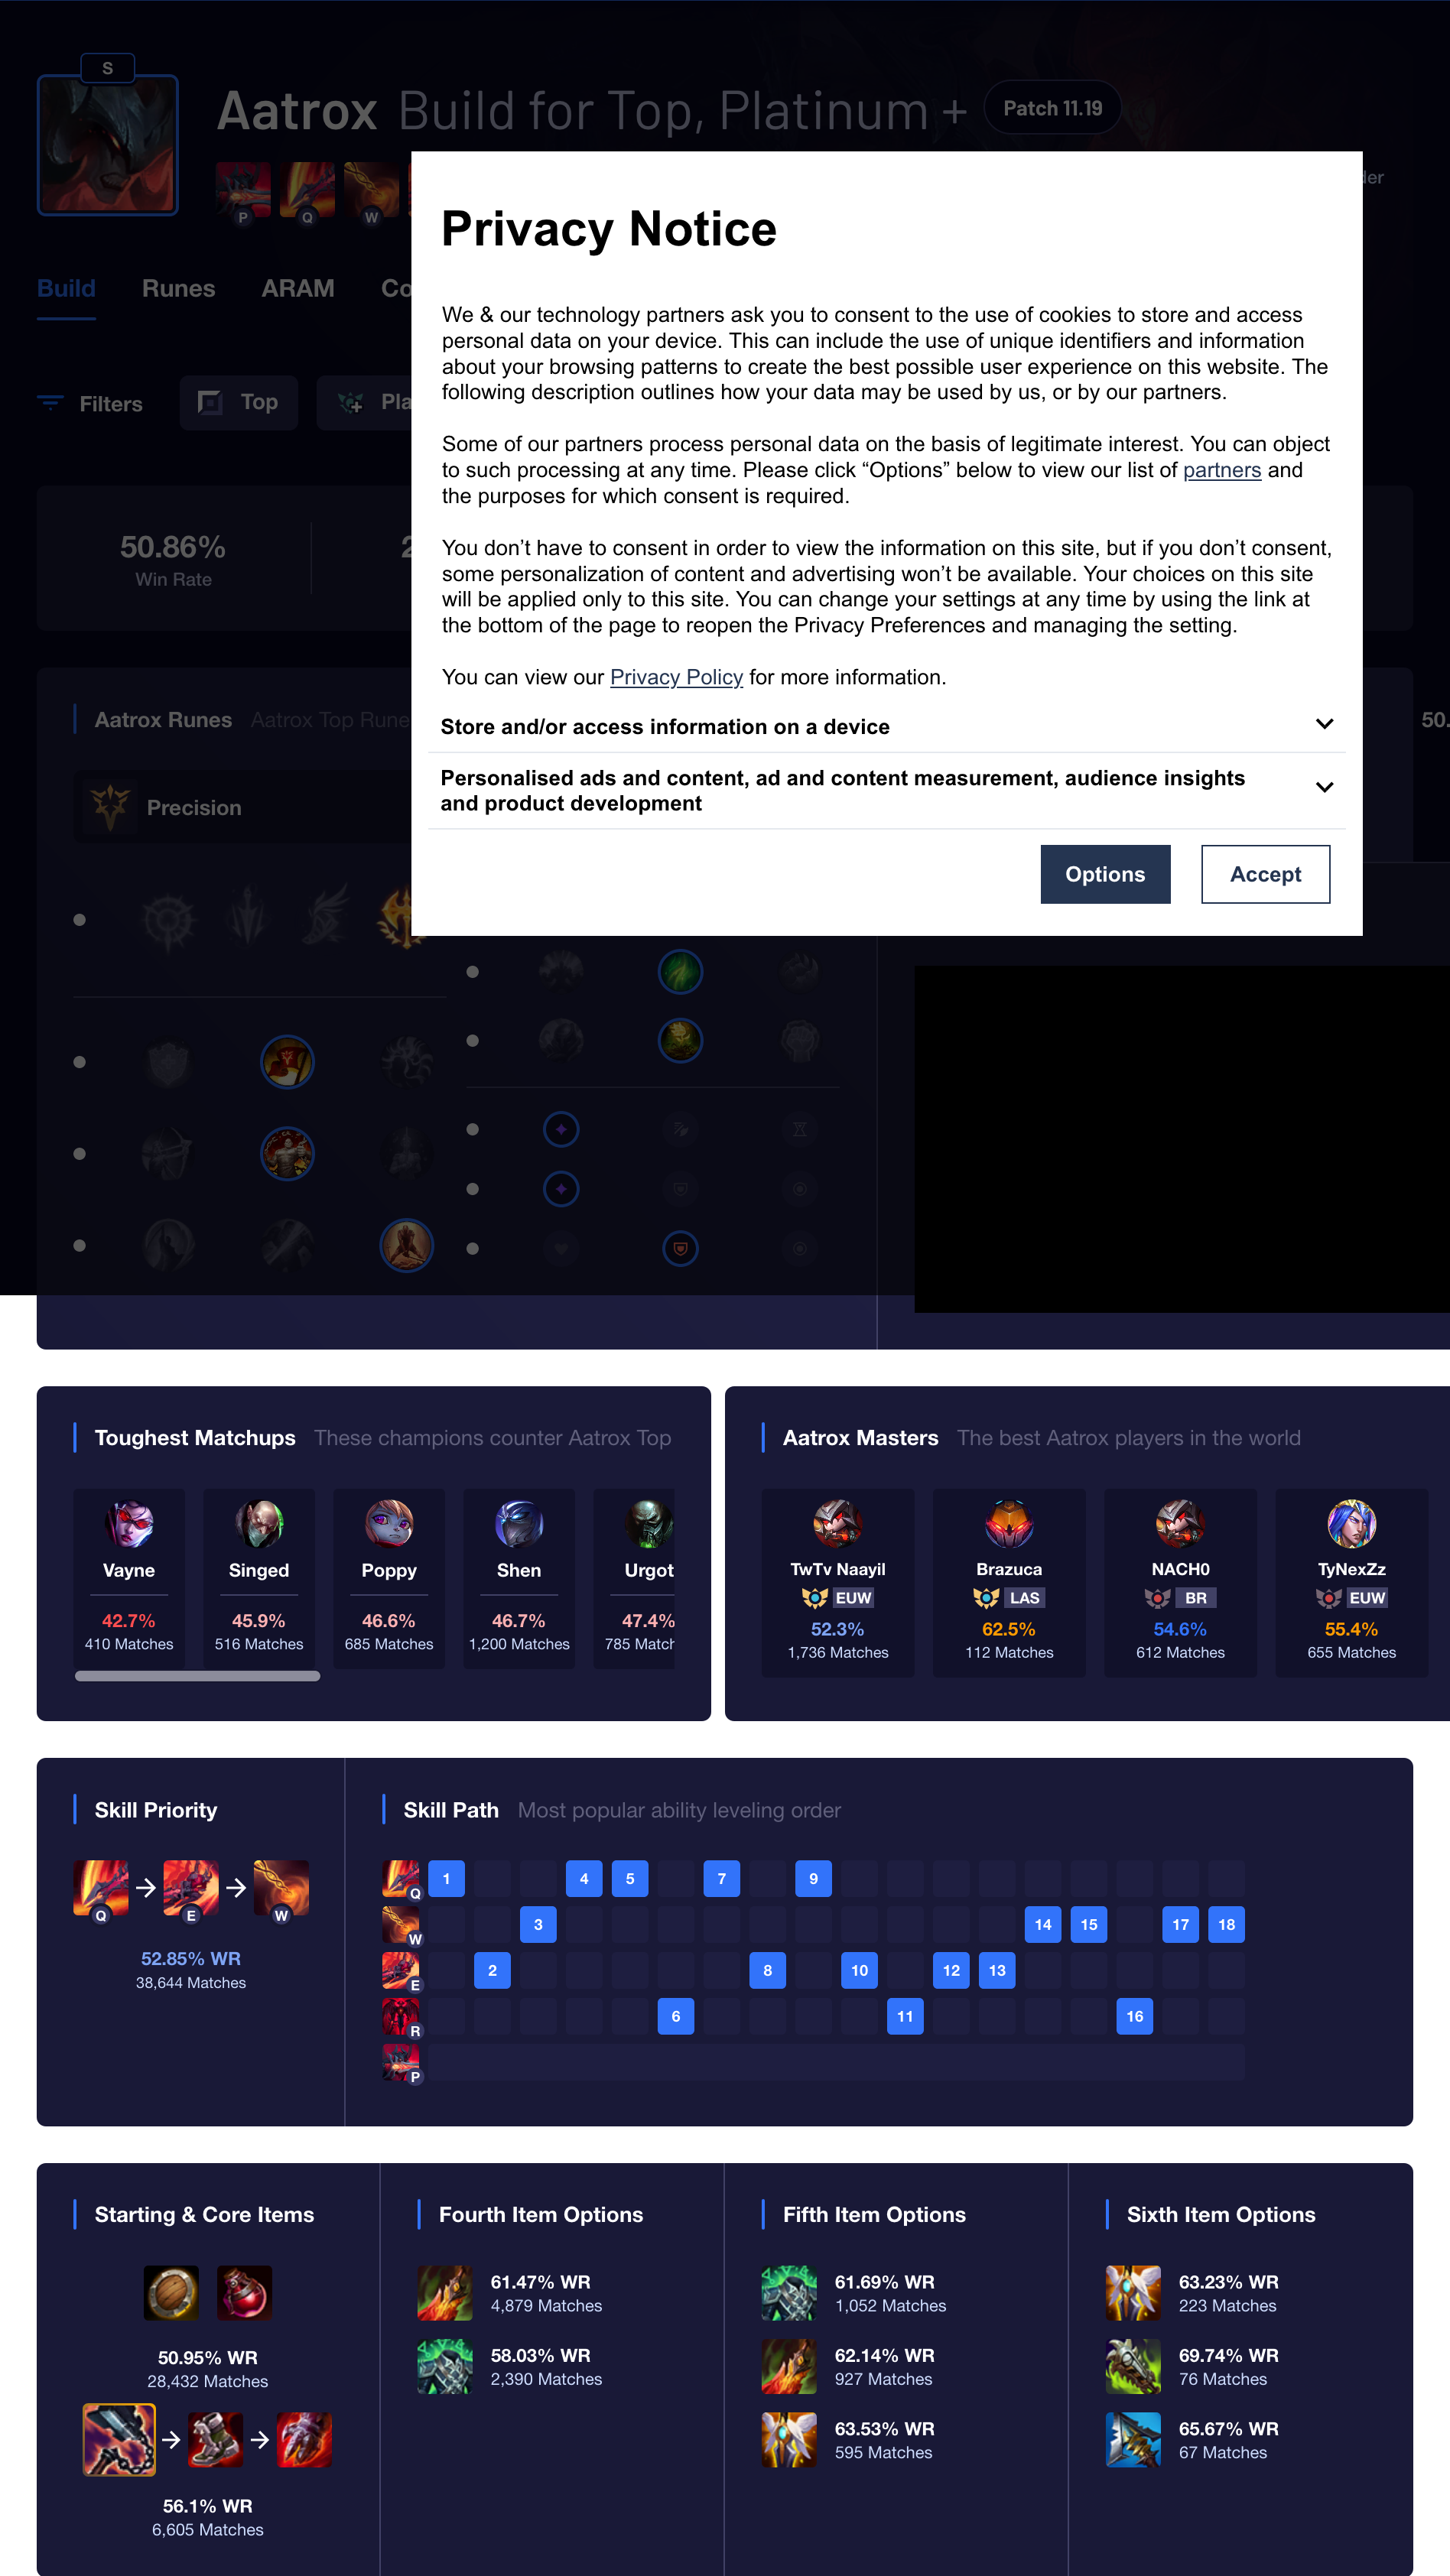 S
Aatrox Build for Top, Platinum + Patch 11.19
P Q W
Build Runes ARAM Co
Filters Top Pla
50.86%
Win Rate
Aatrox Runes Aatrox Top Rune
Precision
50.
Privacy Notice
We & our technology partners ask you to consent to the use of cookies to store and access
personal data on your device. This can include the use of unique identifiers and information
about your browsing patterns to create the best possible user experience on this website. The
following description outlines how your data may be used by us, or by our partners.
Some of our partners process personal data on the basis of legitimate interest. You can object
to such processing at any time. Please click “Options” below to view our list of partners and
the purposes for which consent is required.
You don’t have to consent in order to view the information on this site, but if you don’t consent,
some personalization of content and advertising won’t be available. Your choices on this site
will be applied only to this site. You can change your settings at any time by using the link at
the bottom of the page to reopen the Privacy Preferences and managing the setting.
You can view our Privacy Policy for more information.
Store and/or access information on a device
Personalised ads and content, ad and content measurement, audience insights
and product development
Options Accept
Toughest Matchups These champions counter Aatrox Top
Vayne Singed Poppy Shen Urgot
42.7% 45.9% 46.6% 46.7% 47.4%
410 Matches 516 Matches 685 Matches 1,200 Matches 785 Match
Aatrox Masters The best Aatrox players in the world
TwTv Naayil Brazuca NACH0 TyNexZz
EUW LAS BR EUW
52.3% 62.5% 54.6% 55.4%
1,736 Matches 112 Matches 612 Matches 655 Matches
Skill Priority
Q E W
52.85% WR
38,644 Matches
Skill Path Most popular ability leveling order
Q 1 4 5 7 9
W 3 14 15 17 18
E 2 8 10 12 13
R 6 11 16
P
Starting & Core Items
50.95% WR
28,432 Matches
56.1% WR
6,605 Matches
Fourth Item Options
61.47% WR
4,879 Matches
58.03% WR
2,390 Matches
Fifth Item Options
61.69% WR
1,052 Matches
62.14% WR
927 Matches
63.53% WR
595 Matches
Sixth Item Options
63.23% WR
223 Matches
69.74% WR
76 Matches
65.67% WR
67 Matches